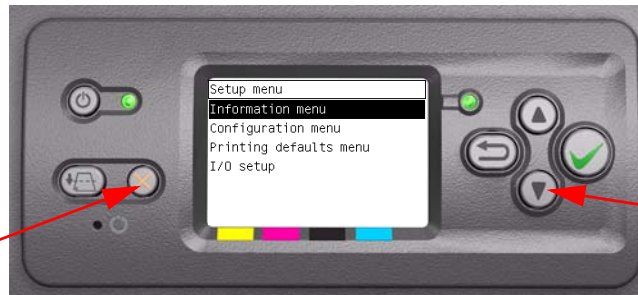 Setup menu
Information menu
Configuration menu
Printing defaults menu
I/O setup